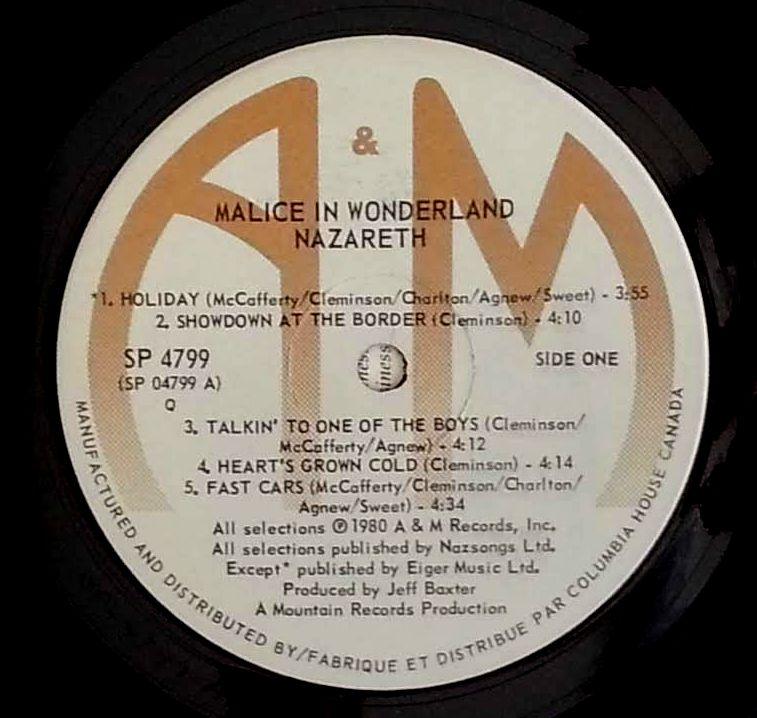 A & M
MALICE IN WONDERLAND
NAZARETH
*1. HOLIDAY (McCafferty/Cleminson/Charlton/Agnew/Sweet) - 3:55
2. SHOWDOWN AT THE BORDER (Cleminson) - 4:10
SP 4799
(SP 04799 A)
Q
SIDE ONE
3. TALKIN' TO ONE OF THE BOYS (Cleminson/
McCafferty/Agnew) - 4:12
4. HEART'S GROWN COLD (Cleminson) - 4:14
5. FAST CARS (McCafferty/Cleminson/Charlton/
Agnew/Sweet) - 4:34
All selections ℗ 1980 A & M Records, Inc.
All selections published by Nazsongs Ltd.
Except* published by Eiger Music Ltd.
Produced by Jeff Baxter
A Mountain Records Production
MANUFACTURED AND DISTRIBUTED BY/FABRIQUE ET DISTRIBUE PAR COLUMBIA HOUSE CANADA